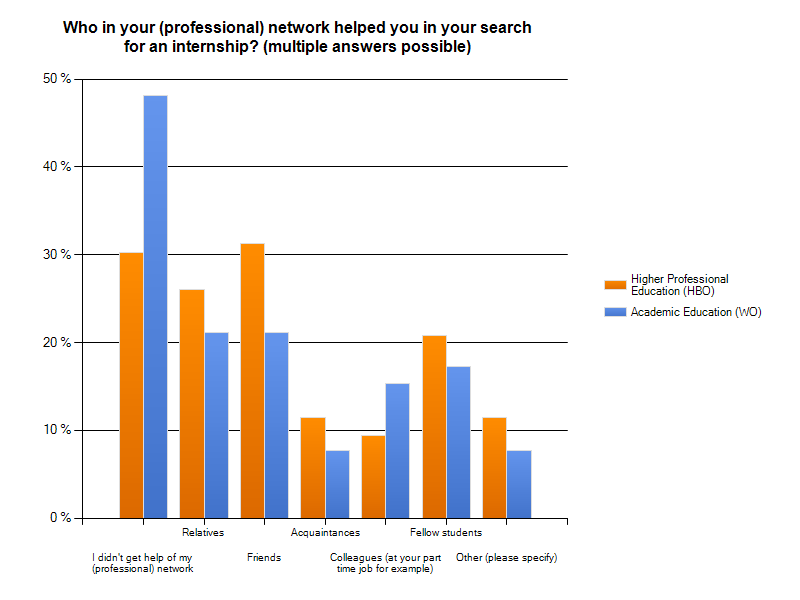 Who in your (professional) network helped you in your search
for an internship? (multiple answers possible)
50 %
40 %
30 %
20 %
10 %
0 %
Higher Professional
Education (HBO)
Academic Education (WO)
Relatives
Acquaintances
Fellow students
I didn't get help of my
(professional) network
Friends
Colleagues (at your part
time job for example)
Other (please specify)